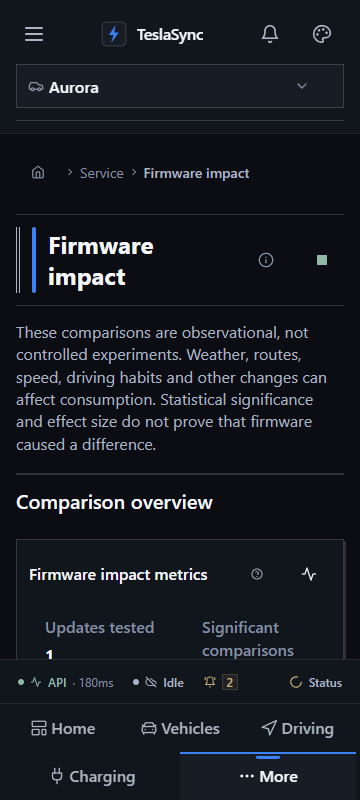 TeslaSync
Aurora
Service
Firmware impact
Firmware
impact
These comparisons are observational, not
controlled experiments. Weather, routes,
speed, driving habits and other changes can
affect consumption. Statistical significance
and effect size do not prove that firmware
caused a difference.
Comparison overview
Firmware impact metrics
Updates tested
1
Significant
comparisons
API · 180ms
Idle
2
Status
Home
Vehicles
Driving
Charging
More